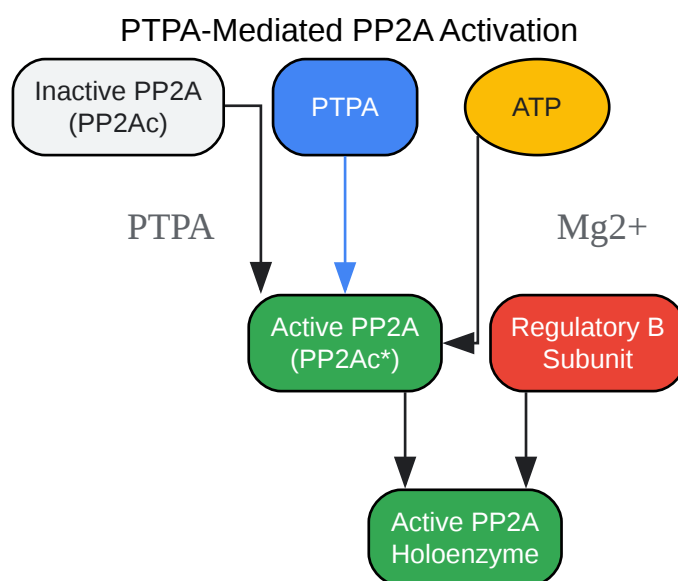 PTPA-Mediated PP2A Activation
Inactive PP2A
(PP2Ac)
PTPA
ATP
PTPA
Mg2+
Active PP2A
(PP2Ac*)
Regulatory B
Subunit
Active PP2A
Holoenzyme